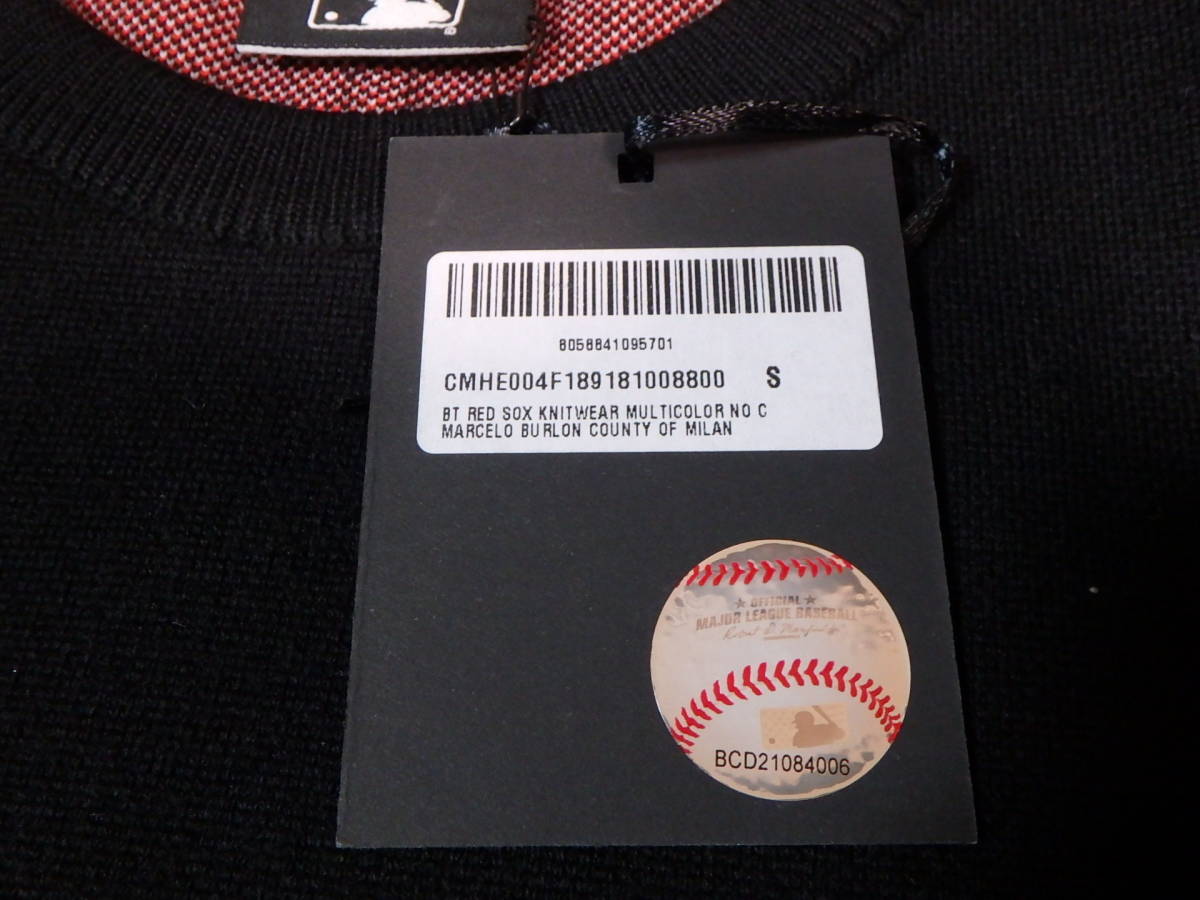 8058841095701
CMHE004F189181008800 S
BT RED SOX KNITWEAR MULTICOLOR NO C
MARCELO BURLON COUNTY OF MILAN
★ OFFICIAL ★
MAJOR LEAGUE BASEBALL
BCD21084006